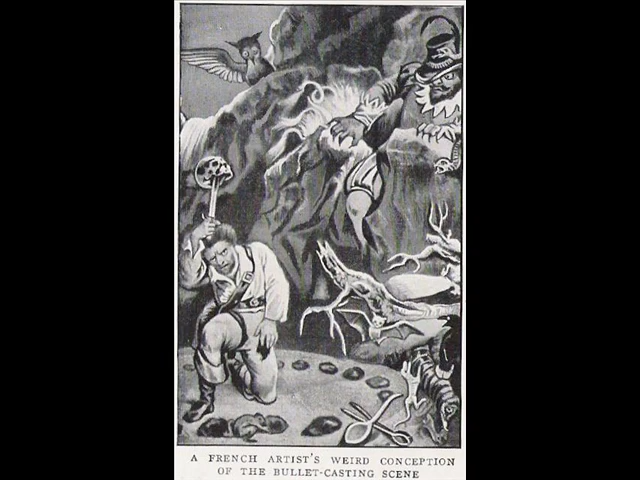 A FRENCH ARTIST'S WEIRD CONCEPTION
OF THE BULLET-CASTING SCENE